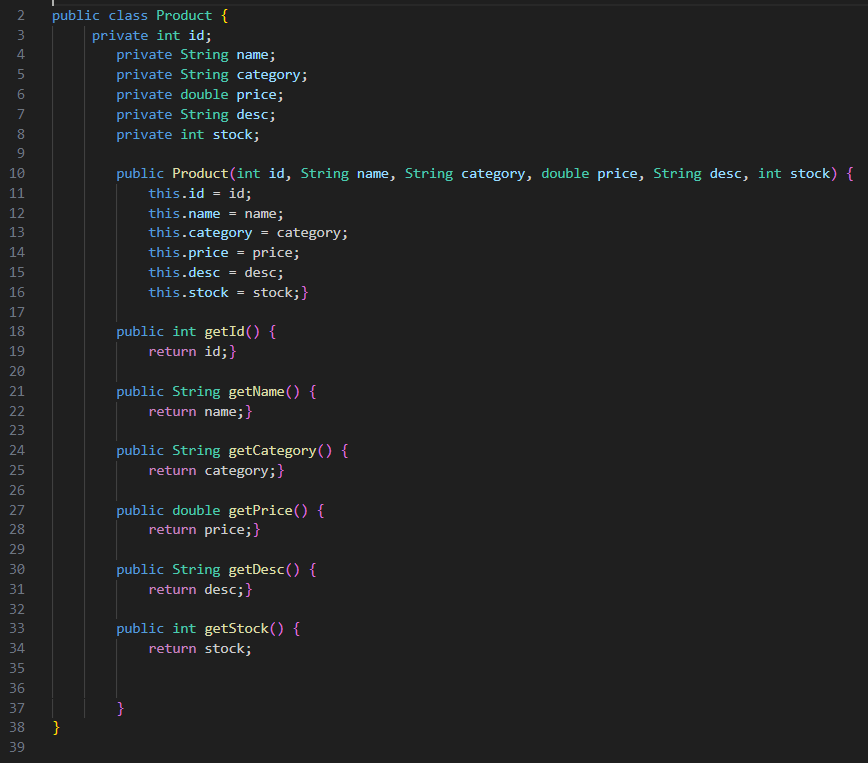 2 public class Product {
3 private int id;
4 private String name;
5 private String category;
6 private double price;
7 private String desc;
8 private int stock;
9
10 public Product(int id, String name, String category, double price, String desc, int stock) {
11 this.id = id;
12 this.name = name;
13 this.category = category;
14 this.price = price;
15 this.desc = desc;
16 this.stock = stock;}
17
18 public int getId() {
19 return id;}
20
21 public String getName() {
22 return name;}
23
24 public String getCategory() {
25 return category;}
26
27 public double getPrice() {
28 return price;}
29
30 public String getDesc() {
31 return desc;}
32
33 public int getStock() {
34 return stock;
35
36
37 }
38 }
39